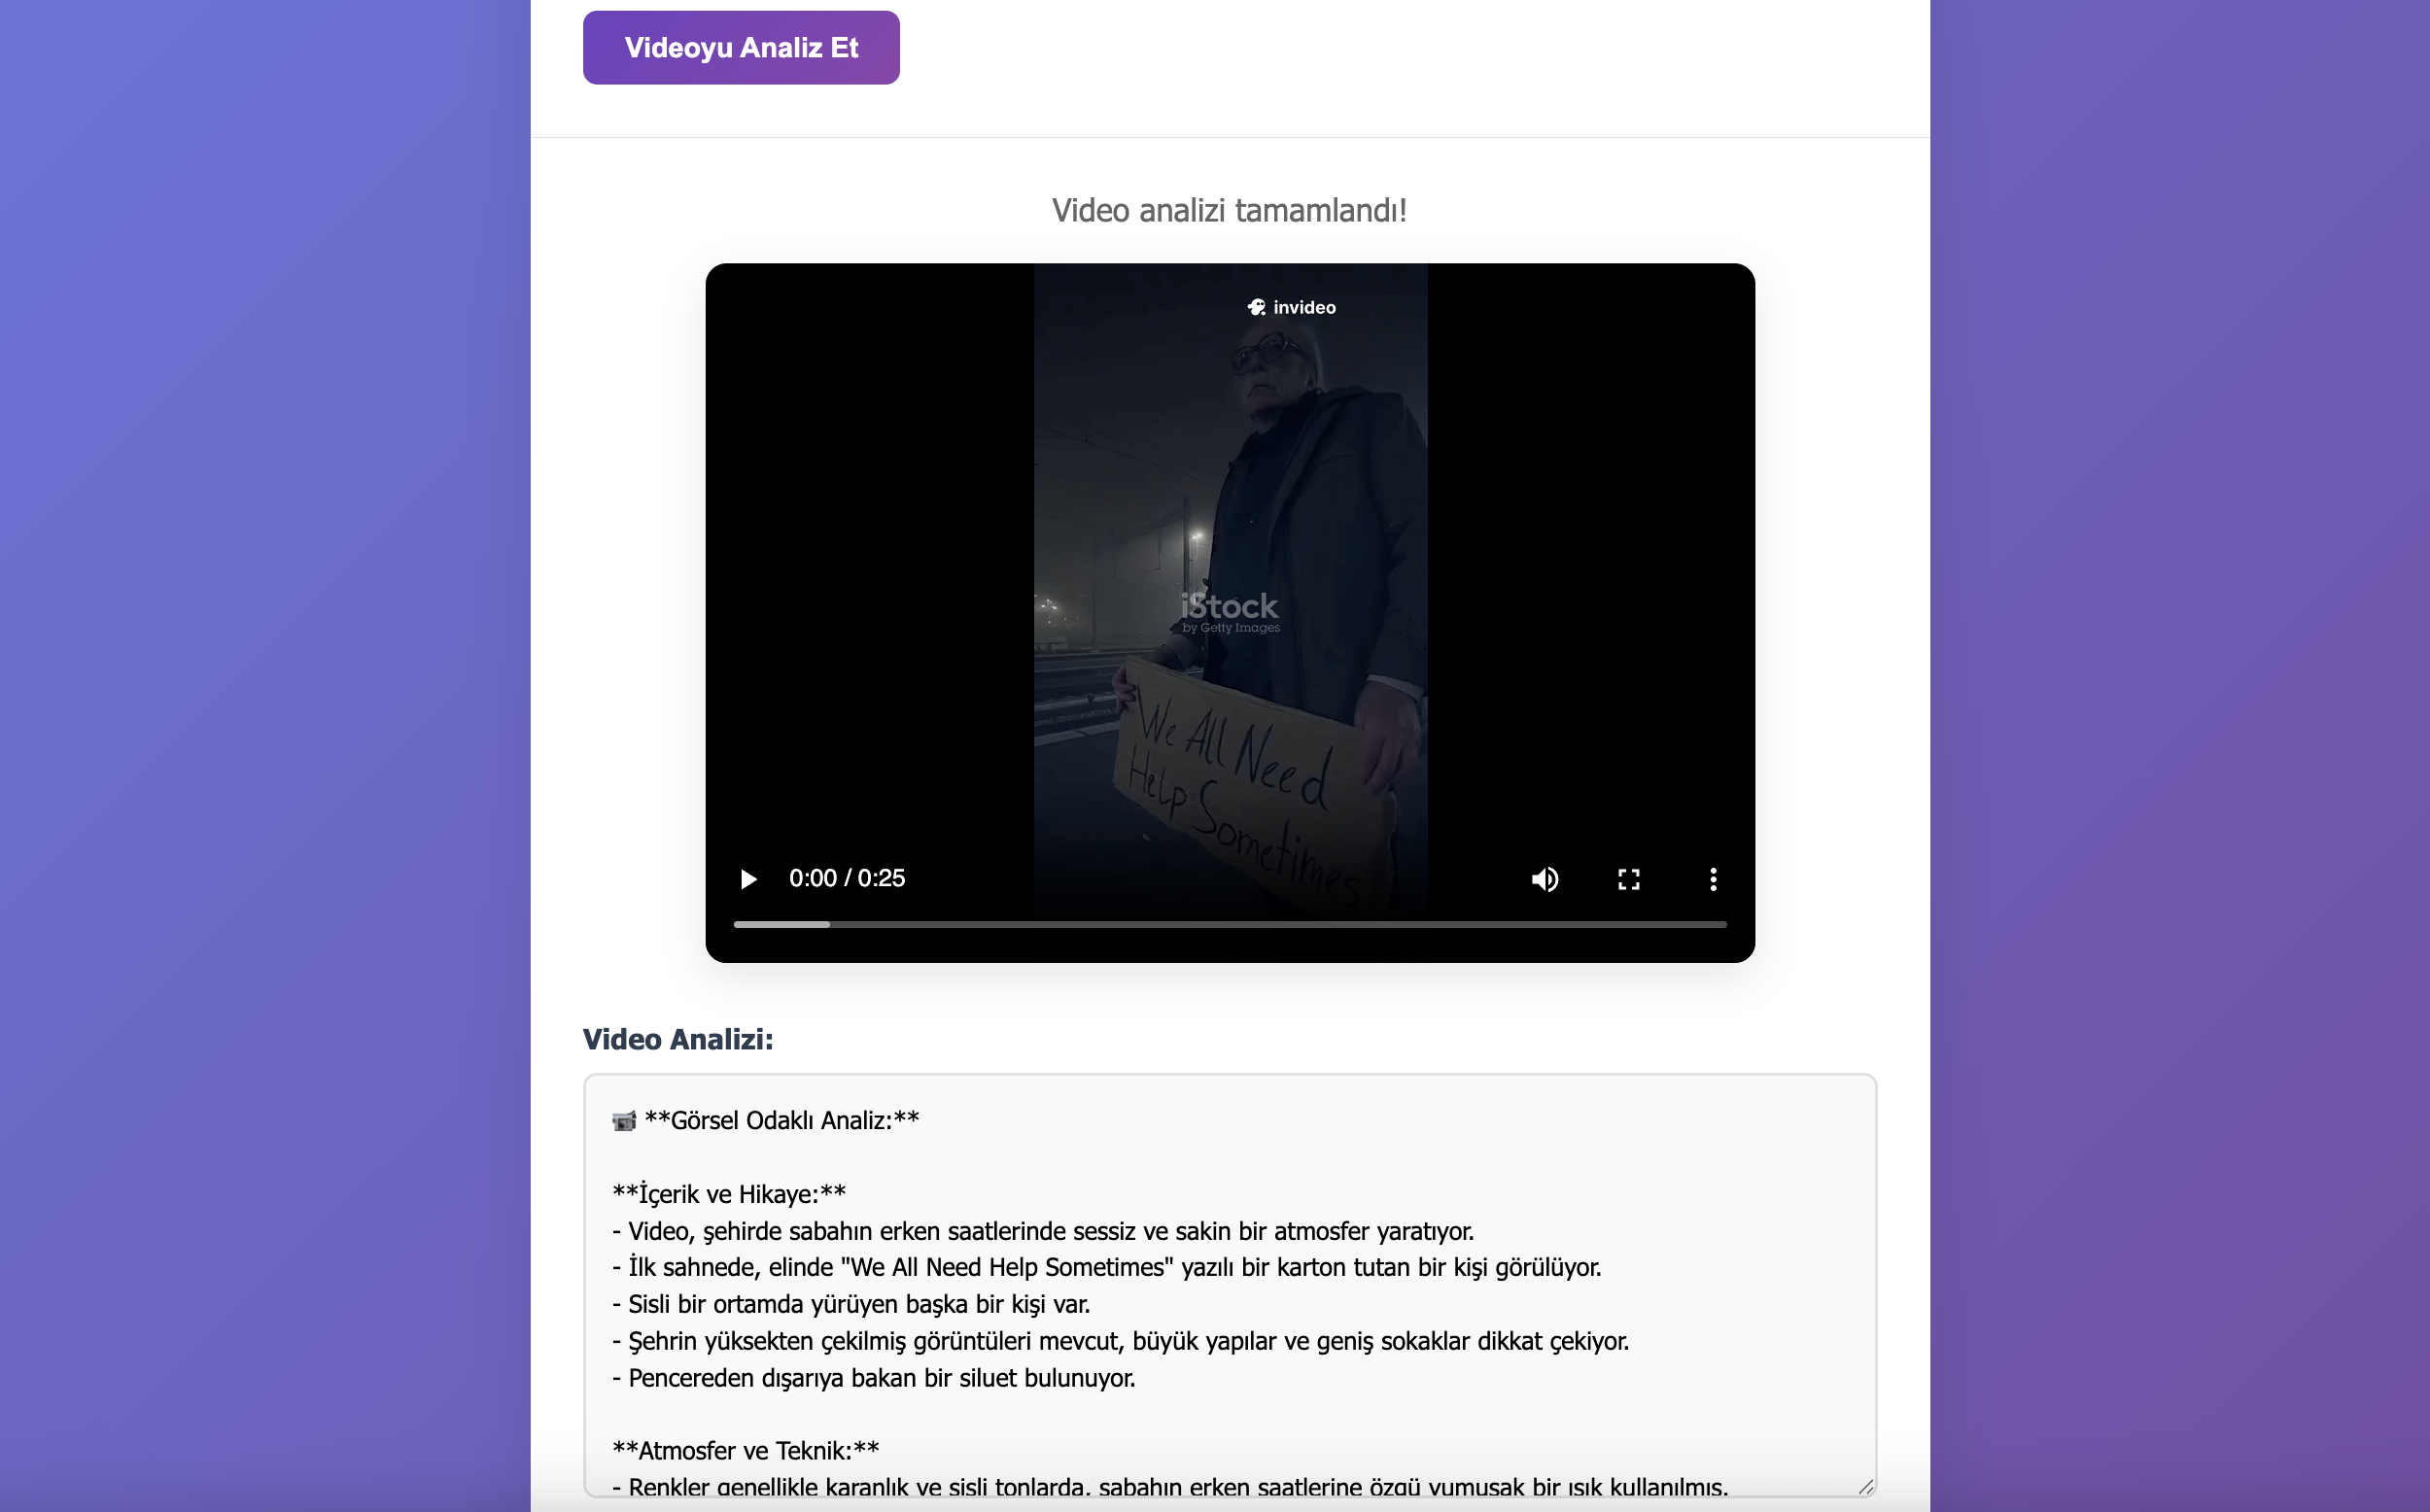 Videoyu Analiz Et
Video analizi tamamlandı!
invideo
iStock
by Getty Images
We All Need
Help Sometimes
0:00 / 0:25
Video Analizi:
**Görsel Odaklı Analiz:**
**İçerik ve Hikaye:**
- Video, şehirde sabahın erken saatlerinde sessiz ve sakin bir atmosfer yaratıyor.
- İlk sahnede, elinde "We All Need Help Sometimes" yazılı bir karton tutan bir kişi görülüyor.
- Sisli bir ortamda yürüyen başka bir kişi var.
- Şehrin yüksekten çekilmiş görüntüleri mevcut, büyük yapılar ve geniş sokaklar dikkat çekiyor.
- Pencereden dışarıya bakan bir siluet bulunuyor.
**Atmosfer ve Teknik:**
- Renkler genellikle karanlık ve sisli tonlarda, sabahın erken saatlerine özgü yumuşak bir ışık kullanılmış.